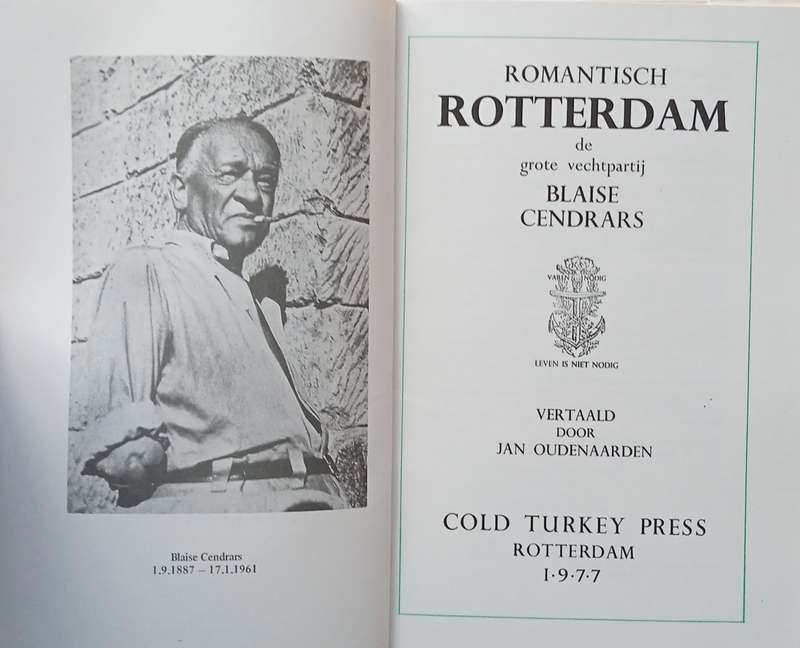 Blaise Cendrars
1.9.1887 – 17.1.1961
ROMANTISCH
ROTTERDAM
de
grote vechtpartij
BLAISE
CENDRARS
VAREN IS NODIG
LEVEN IS NIET NODIG
VERTAALD
DOOR
JAN OUDENAARDEN
COLD TURKEY PRESS
ROTTERDAM
1·9·7·7